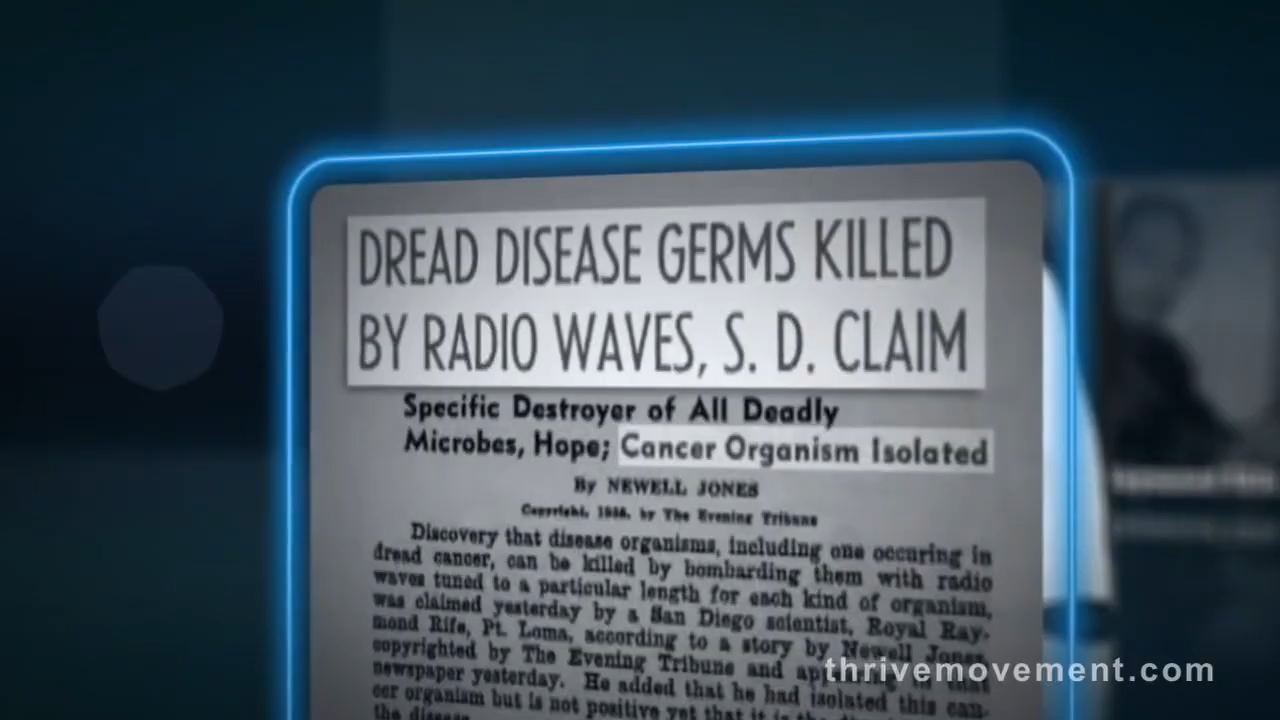 DREAD DISEASE GERMS KILLED
BY RADIO WAVES, S. D. CLAIM
Specific Destroyer of All Deadly
Microbes, Hope; Cancer Organism Isolated
By NEWELL JONES
Copyright, 1938, by The Evening Tribune
Discovery that disease organisms, including one occuring in
dread cancer, can be killed by bombarding them with radio
waves tuned to a particular length for each kind of organism,
was claimed yesterday by a San Diego scientist, Royal Ray-
mond Rife, Pt. Loma, according to a story by Newell Jones
copyrighted by The Evening Tribune and in that
newspaper yesterday. He added that he had isolated this can-
cer organism but is not positive yet that it is the
the disease
thrivemovement.com